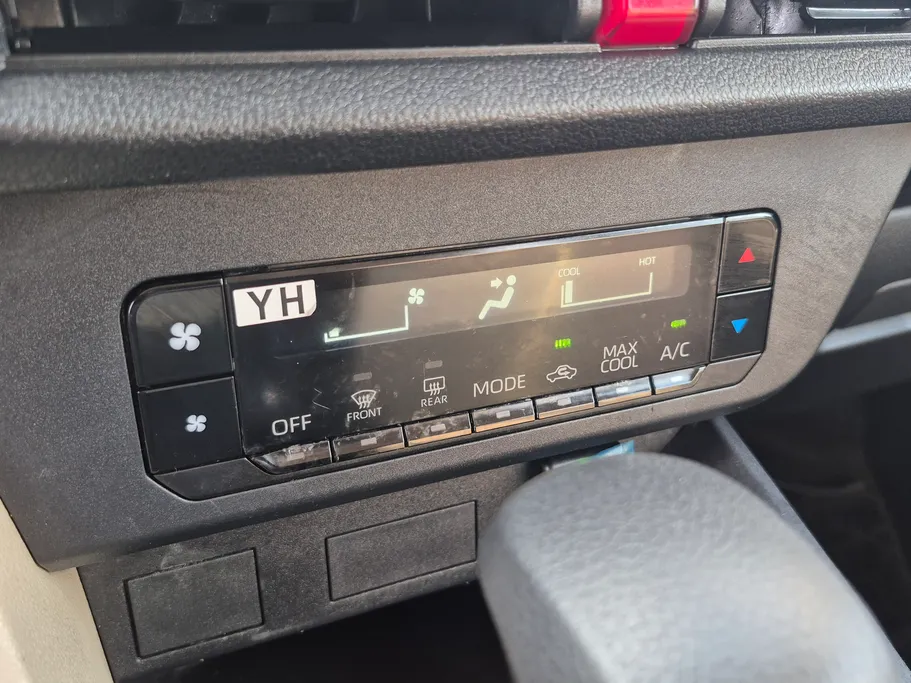 YH
COOL
HOT
OFF
FRONT
REAR
MODE
MAX
COOL
A/C